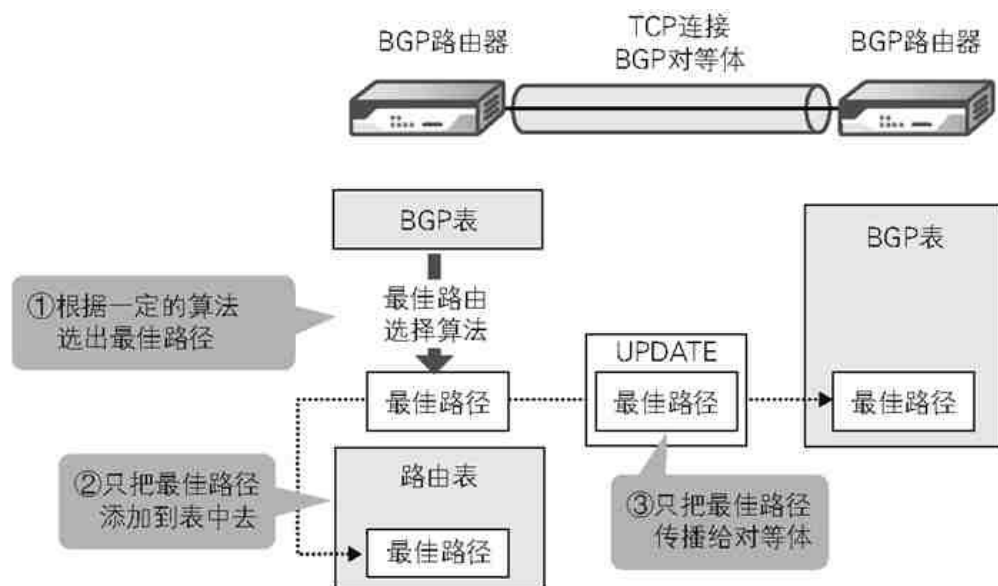 BGP路由器
TCP连接
BGP对等体
BGP路由器
BGP表
BGP表
①根据一定的算法
选出最佳路径
最佳路由
选择算法
UPDATE
最佳路径
最佳路径
最佳路径
②只把最佳路径
添加到表中去
路由表
最佳路径
③只把最佳路径
传播给对等体